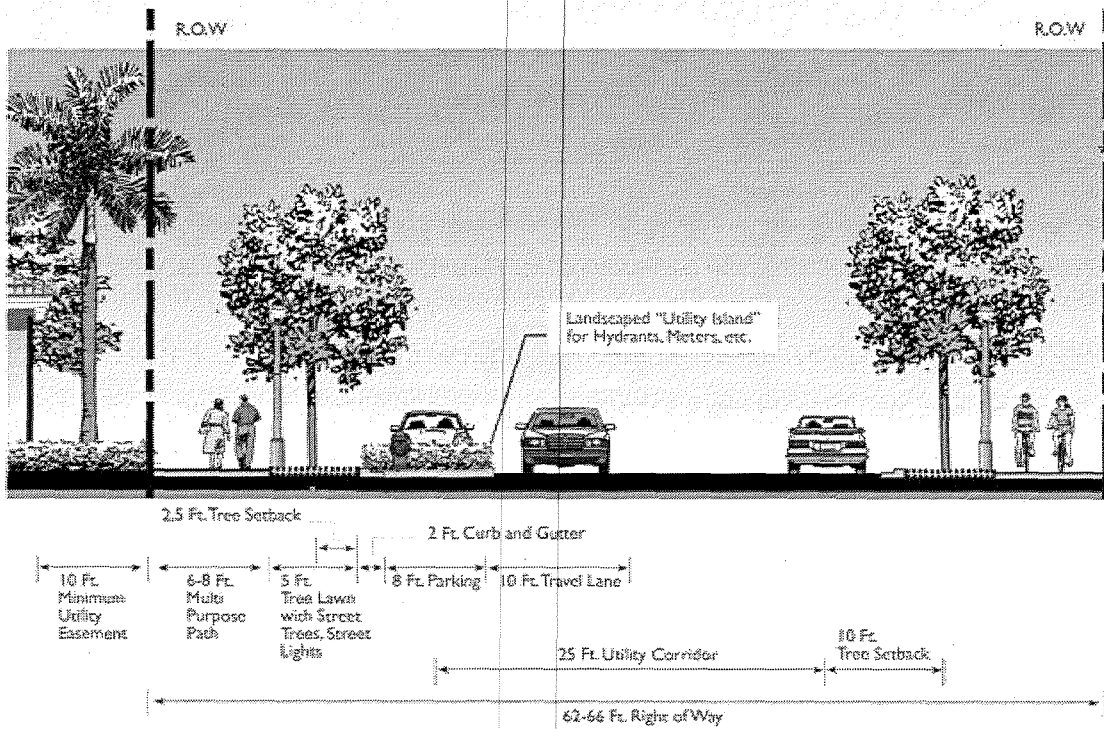 R.O.W
R.O.W
Landscaped "Utility Island"
for Hydrants, Meters, etc.
2.5 Ft. Tree Setback
2 Ft. Curb and Gutter
10 Ft.
Minimum
Utility
Easement
6-8 Ft.
Multi
Purpose
Path
5 Ft.
Tree Lawn
with Street
Trees, Street
Lights
8 Ft. Parking
10 Ft. Travel Lane
25 Ft. Utility Corridor
10 Ft.
Tree Setback
62-66 Ft. Right of Way